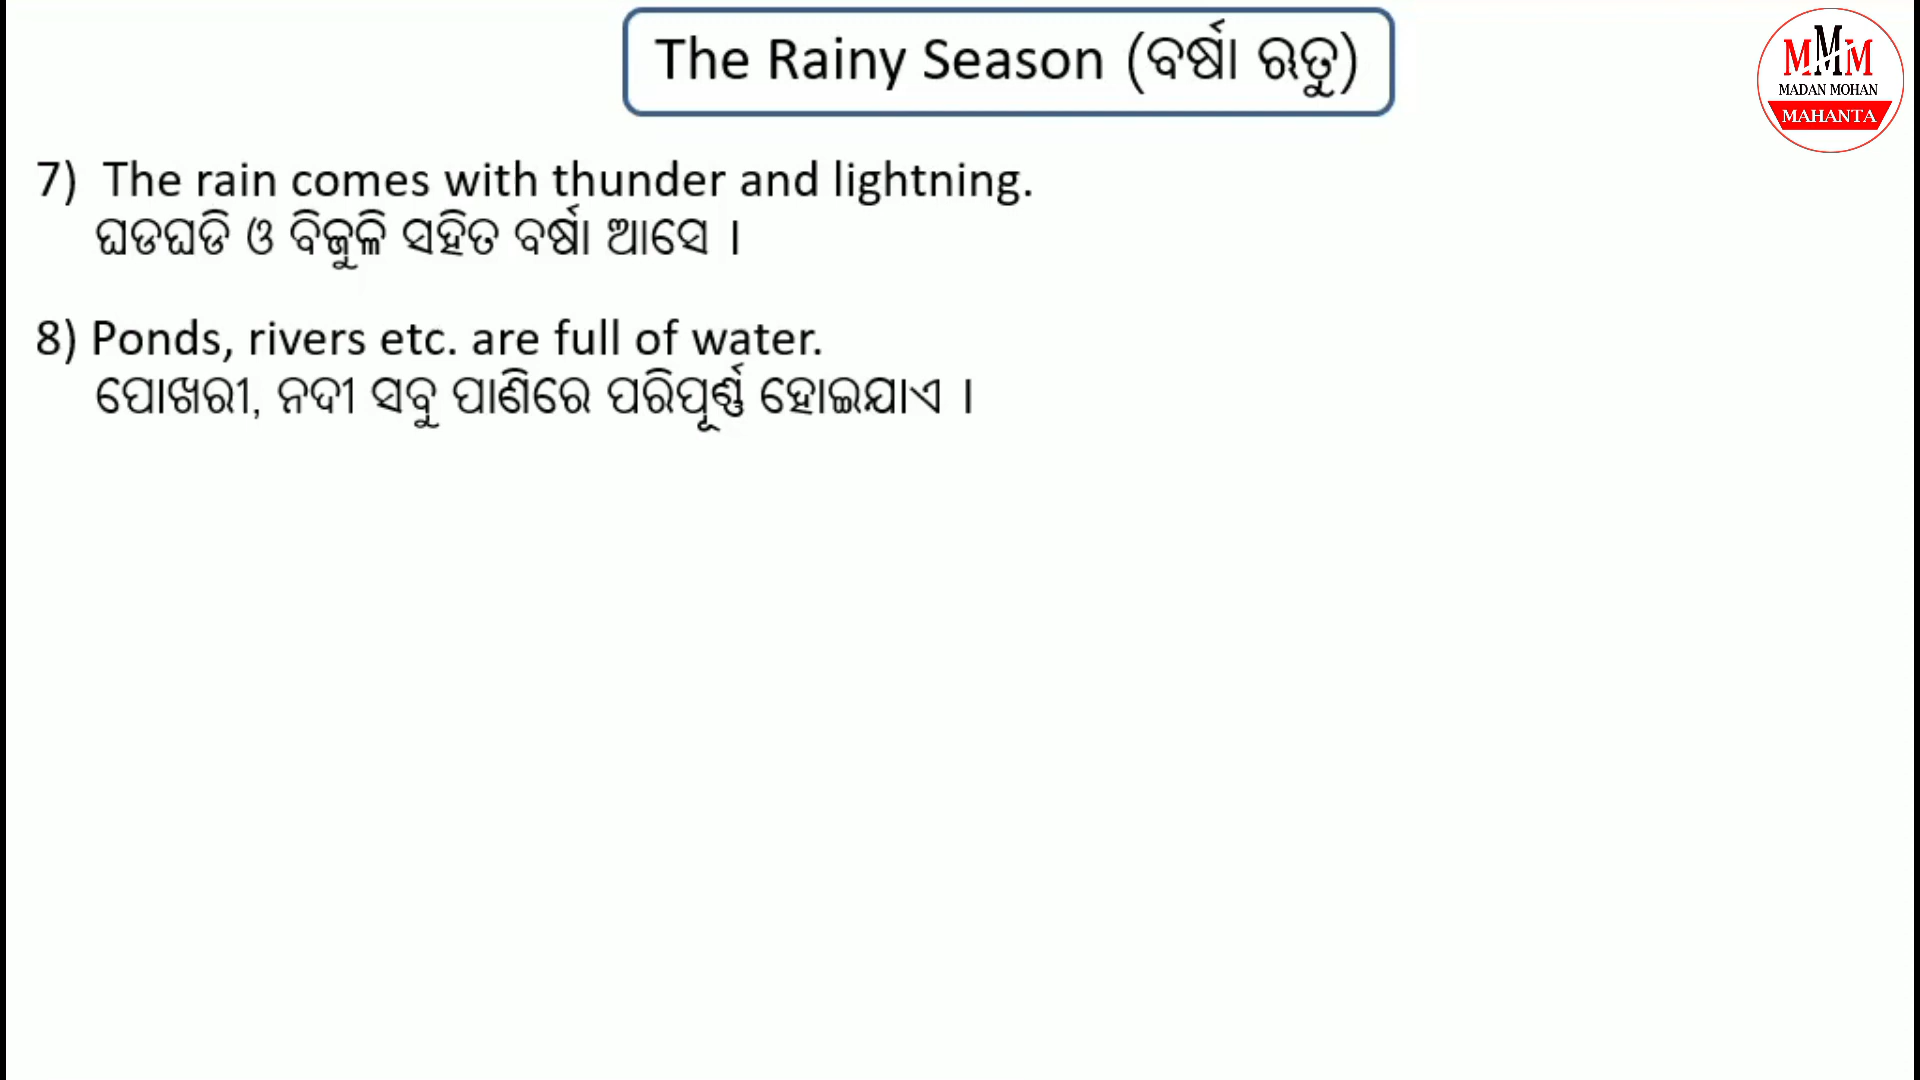 The Rainy Season (ବର୍ଷା ଋତୁ)
MMM
MADAN MOHAN
MAHANTA
7) The rain comes with thunder and lightning.
ଘଡଘଡି ଓ ବିଜୁଳି ସହିତ ବର୍ଷା ଆସେ ।
8) Ponds, rivers etc. are full of water.
ପୋଖରୀ, ନଦୀ ସବୁ ପାଣିରେ ପରିପୂର୍ଣ୍ଣ ହୋଇଯାଏ ।